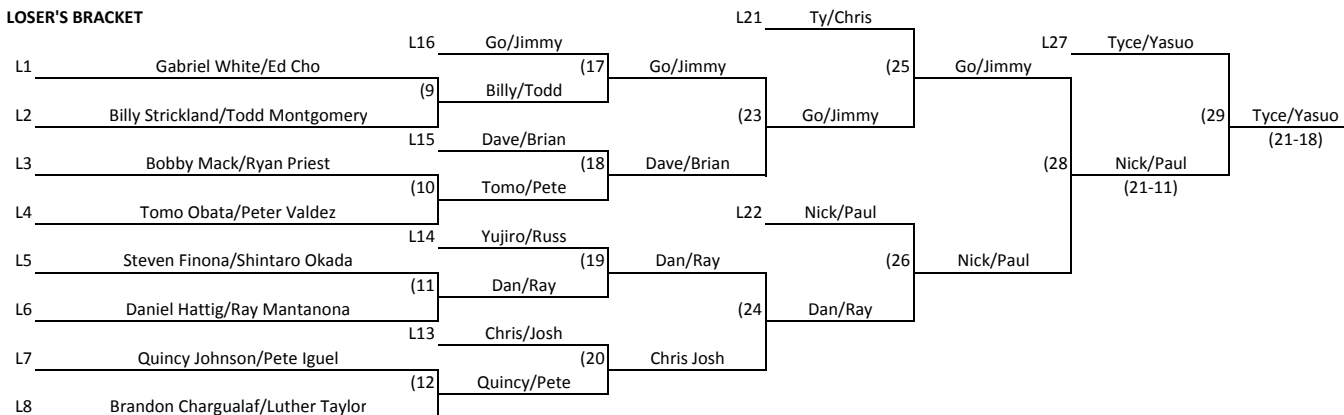 LOSER'S BRACKET
L21 Ty/Chris
L16 Go/Jimmy
L27 Tyce/Yasuo
L1 Gabriel White/Ed Cho
(17 Go/Jimmy
(25 Go/Jimmy
(9 Billy/Todd
L2 Billy Strickland/Todd Montgomery
(23 Go/Jimmy
(29 Tyce/Yasuo
L15 Dave/Brian
(21-18)
L3 Bobby Mack/Ryan Priest
(18 Dave/Brian
(28 Nick/Paul
(10 Tomo/Pete
(21-11)
L4 Tomo Obata/Peter Valdez
L22 Nick/Paul
L14 Yujiro/Russ
L5 Steven Finona/Shintaro Okada
(19 Dan/Ray
(26 Nick/Paul
(11 Dan/Ray
L6 Daniel Hattig/Ray Mantanona
(24 Dan/Ray
L13 Chris/Josh
L7 Quincy Johnson/Pete Iguel
(20 Chris Josh
(12 Quincy/Pete
L8 Brandon Chargualaf/Luther Taylor